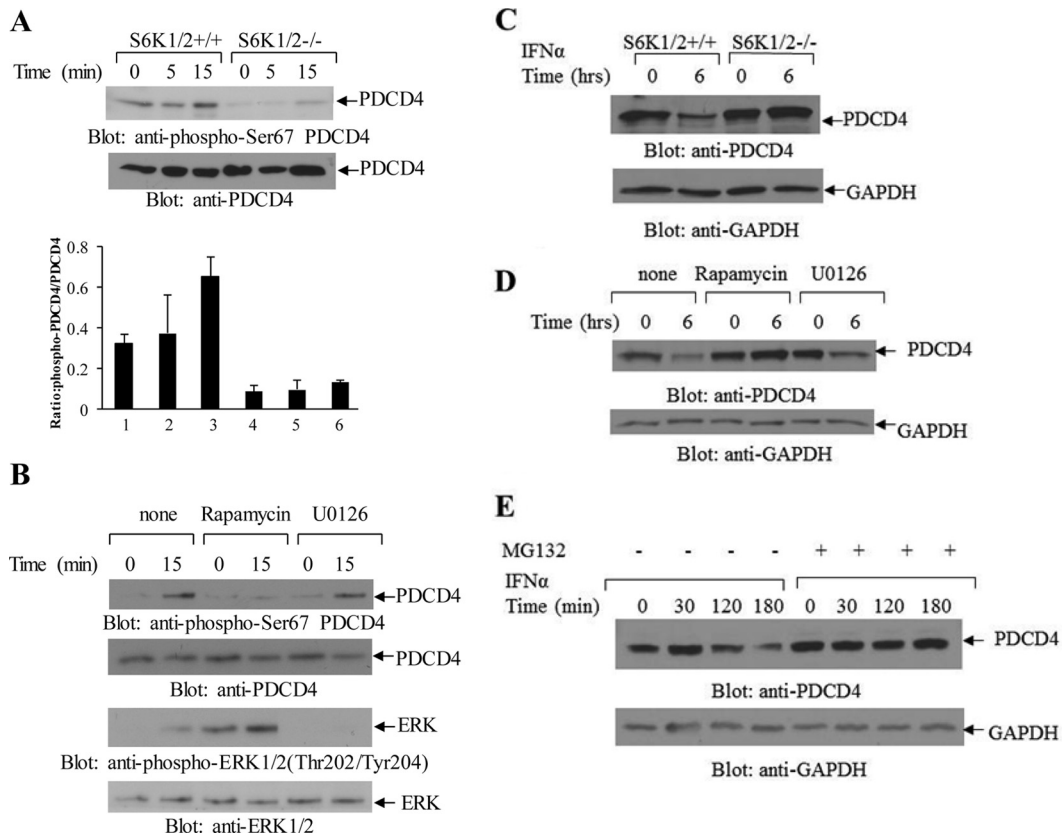 A
S6K1/2+/+ S6K1/2-/-
Time (min) 0 5 15 0 5 15
PDCD4
Blot: anti-phospho-Ser67 PDCD4
PDCD4
Blot: anti-PDCD4
Ratio:phospho-PDCD4/PDCD4
0.8
0.6
0.4
0.2
0
1 2 3 4 5 6
B
none Rapamycin U0126
Time (min) 0 15 0 15 0 15
PDCD4
Blot: anti-phospho-Ser67 PDCD4
PDCD4
Blot: anti-PDCD4
ERK
Blot: anti-phospho-ERK1/2(Thr202/Tyr204)
ERK
Blot: anti-ERK1/2
C
S6K1/2+/+ S6K1/2-/-
IFNα
Time (hrs) 0 6 0 6
PDCD4
Blot: anti-PDCD4
GAPDH
Blot: anti-GAPDH
D
none Rapamycin U0126
Time (hrs) 0 6 0 6 0 6
PDCD4
Blot: anti-PDCD4
GAPDH
Blot: anti-GAPDH
E
MG132 - - - - + + + +
IFNα
Time (min) 0 30 120 180 0 30 120 180
PDCD4
Blot: anti-PDCD4
GAPDH
Blot: anti-GAPDH